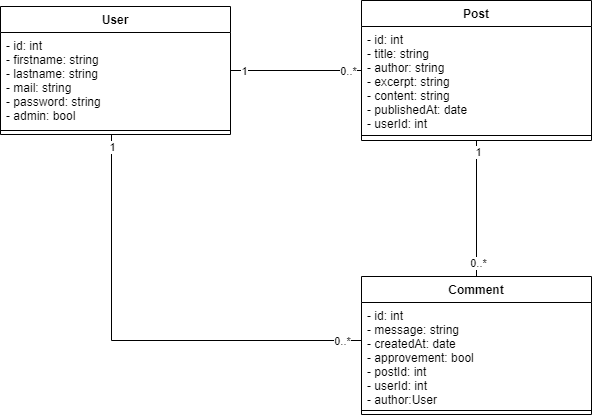 User
- id: int
- firstname: string
- lastname: string
- mail: string
- password: string
- admin: bool
1
0..*
Post
- id: int
- title: string
- author: string
- excerpt: string
- content: string
- publishedAt: date
- userId: int
1
1
0..*
0..*
Comment
- id: int
- message: string
- createdAt: date
- approvement: bool
- postId: int
- userId: int
- author:User